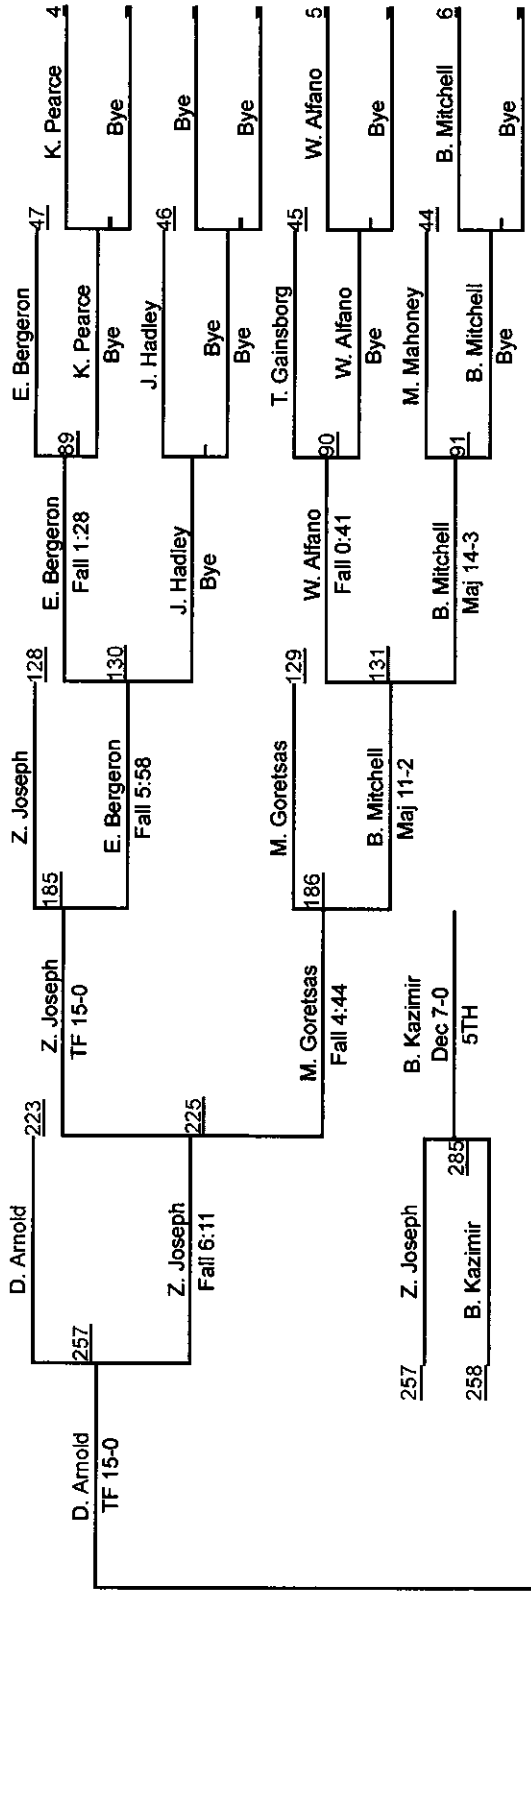 K. Pearce
4
Bye
Bye
Bye
W. Alfano
5
Bye
B. Mitchell
6
Bye
E. Bergeron
47
K. Pearce
Bye
J. Hadley
46
Bye
Bye
T. Gainsborg
45
W. Alfano
Bye
M. Mahoney
44
B. Mitchell
Bye
89
E. Bergeron
Fall 1:28
J. Hadley
Bye
90
W. Alfano
Fall 0:41
91
B. Mitchell
Maj 14-3
Z. Joseph
128
130
E. Bergeron
Fall 5:58
M. Goretsas
129
131
B. Mitchell
Maj 11-2
185
Z. Joseph
TF 15-0
186
M. Goretsas
Fall 4:44
D. Arnold
223
225
Z. Joseph
Fall 6:11
257
D. Arnold
TF 15-0
257
Z. Joseph
258
B. Kazimir
285
B. Kazimir
Dec 7-0
5TH